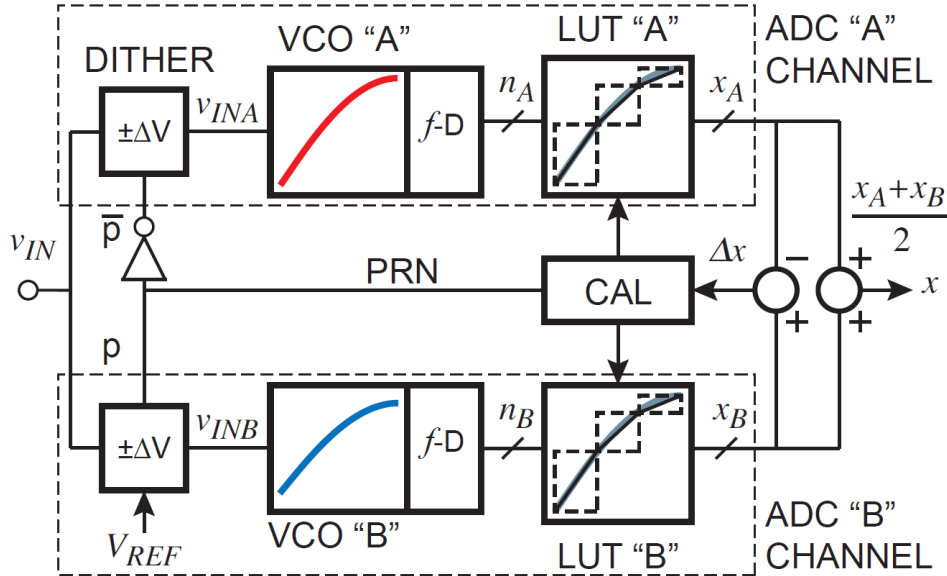 VCO “A”
LUT “A”
ADC “A”
CHANNEL
DITHER
±ΔV
v_INA
f-D
n_A
x_A
p̅
v_IN
PRN
CAL
Δx
x_A+x_B
2
−
+
+
+
x
p
±ΔV
v_INB
f-D
n_B
x_B
V_REF
VCO “B”
LUT “B”
ADC “B”
CHANNEL